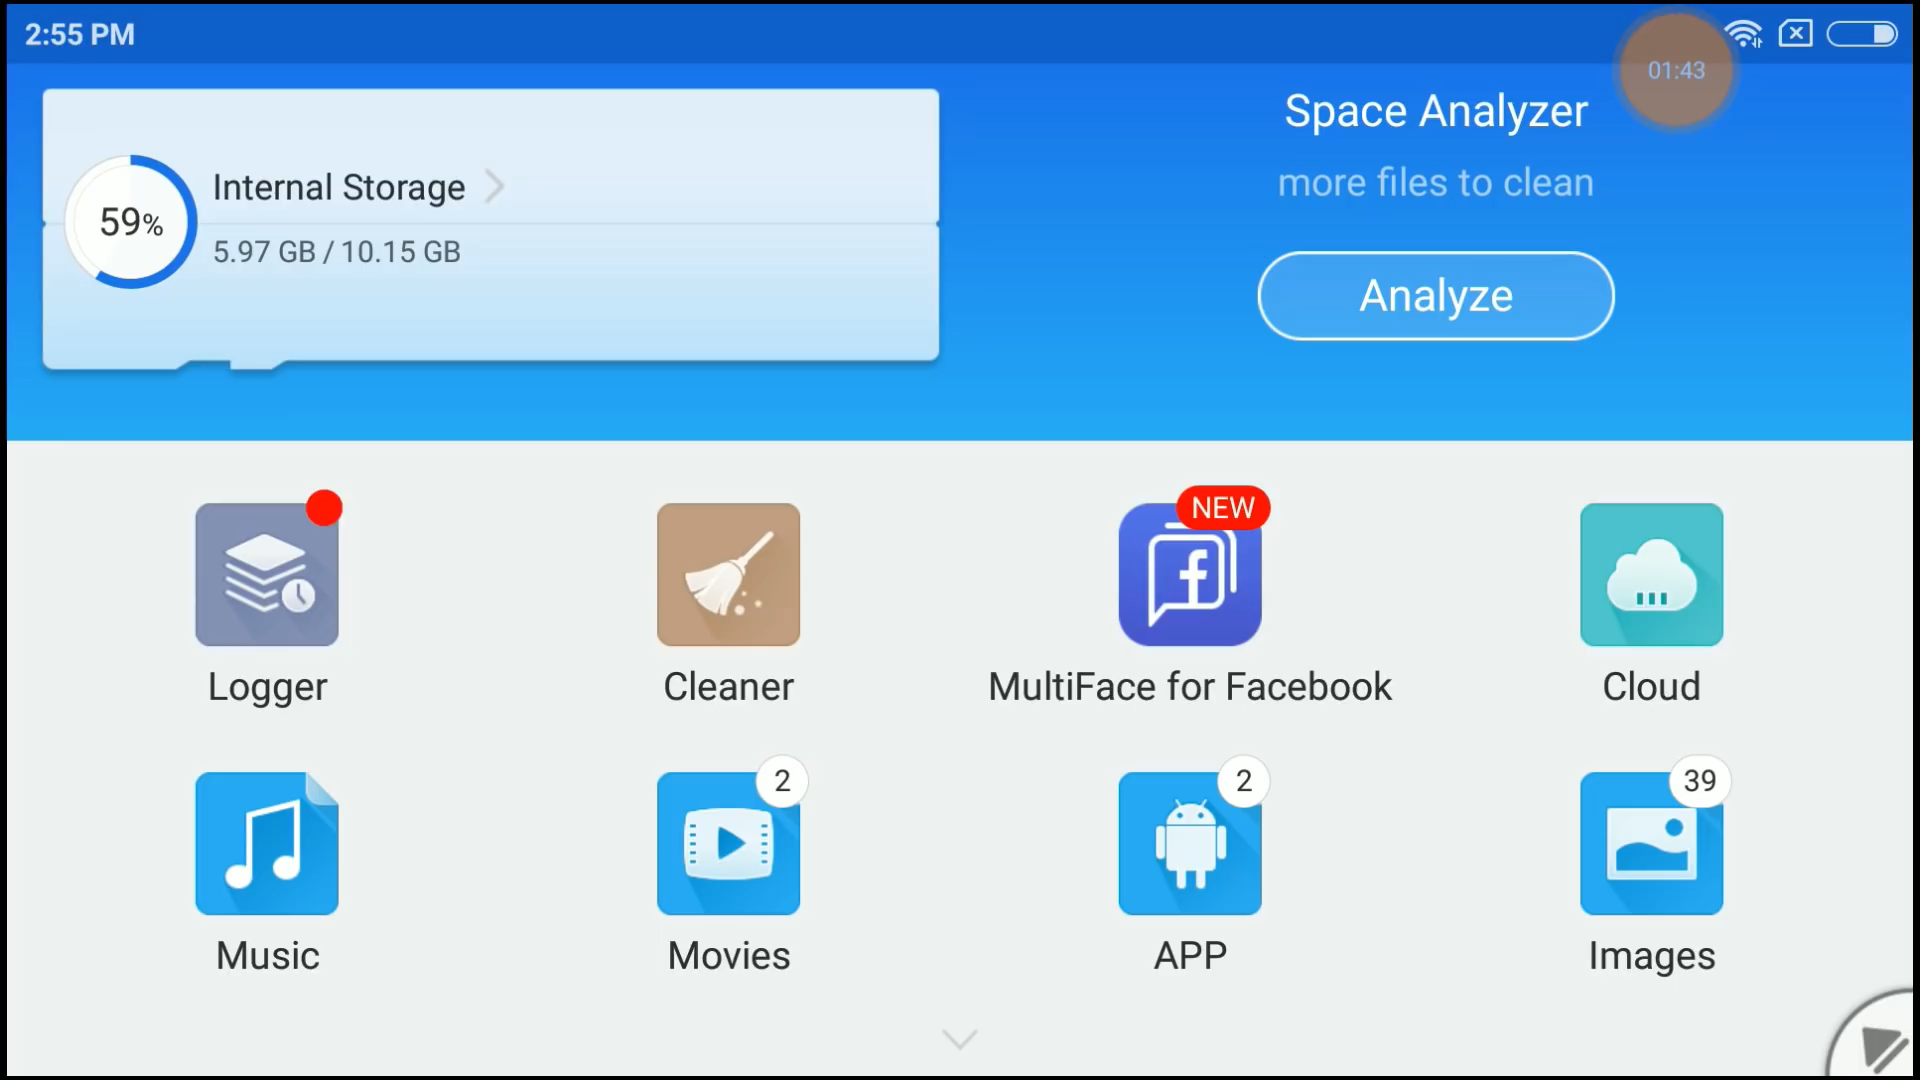 2:55 PM
01:43
Internal Storage
59%
5.97 GB / 10.15 GB
Space Analyzer
more files to clean
Analyze
NEW
Logger
Cleaner
MultiFace for Facebook
Cloud
2
2
39
Music
Movies
APP
Images